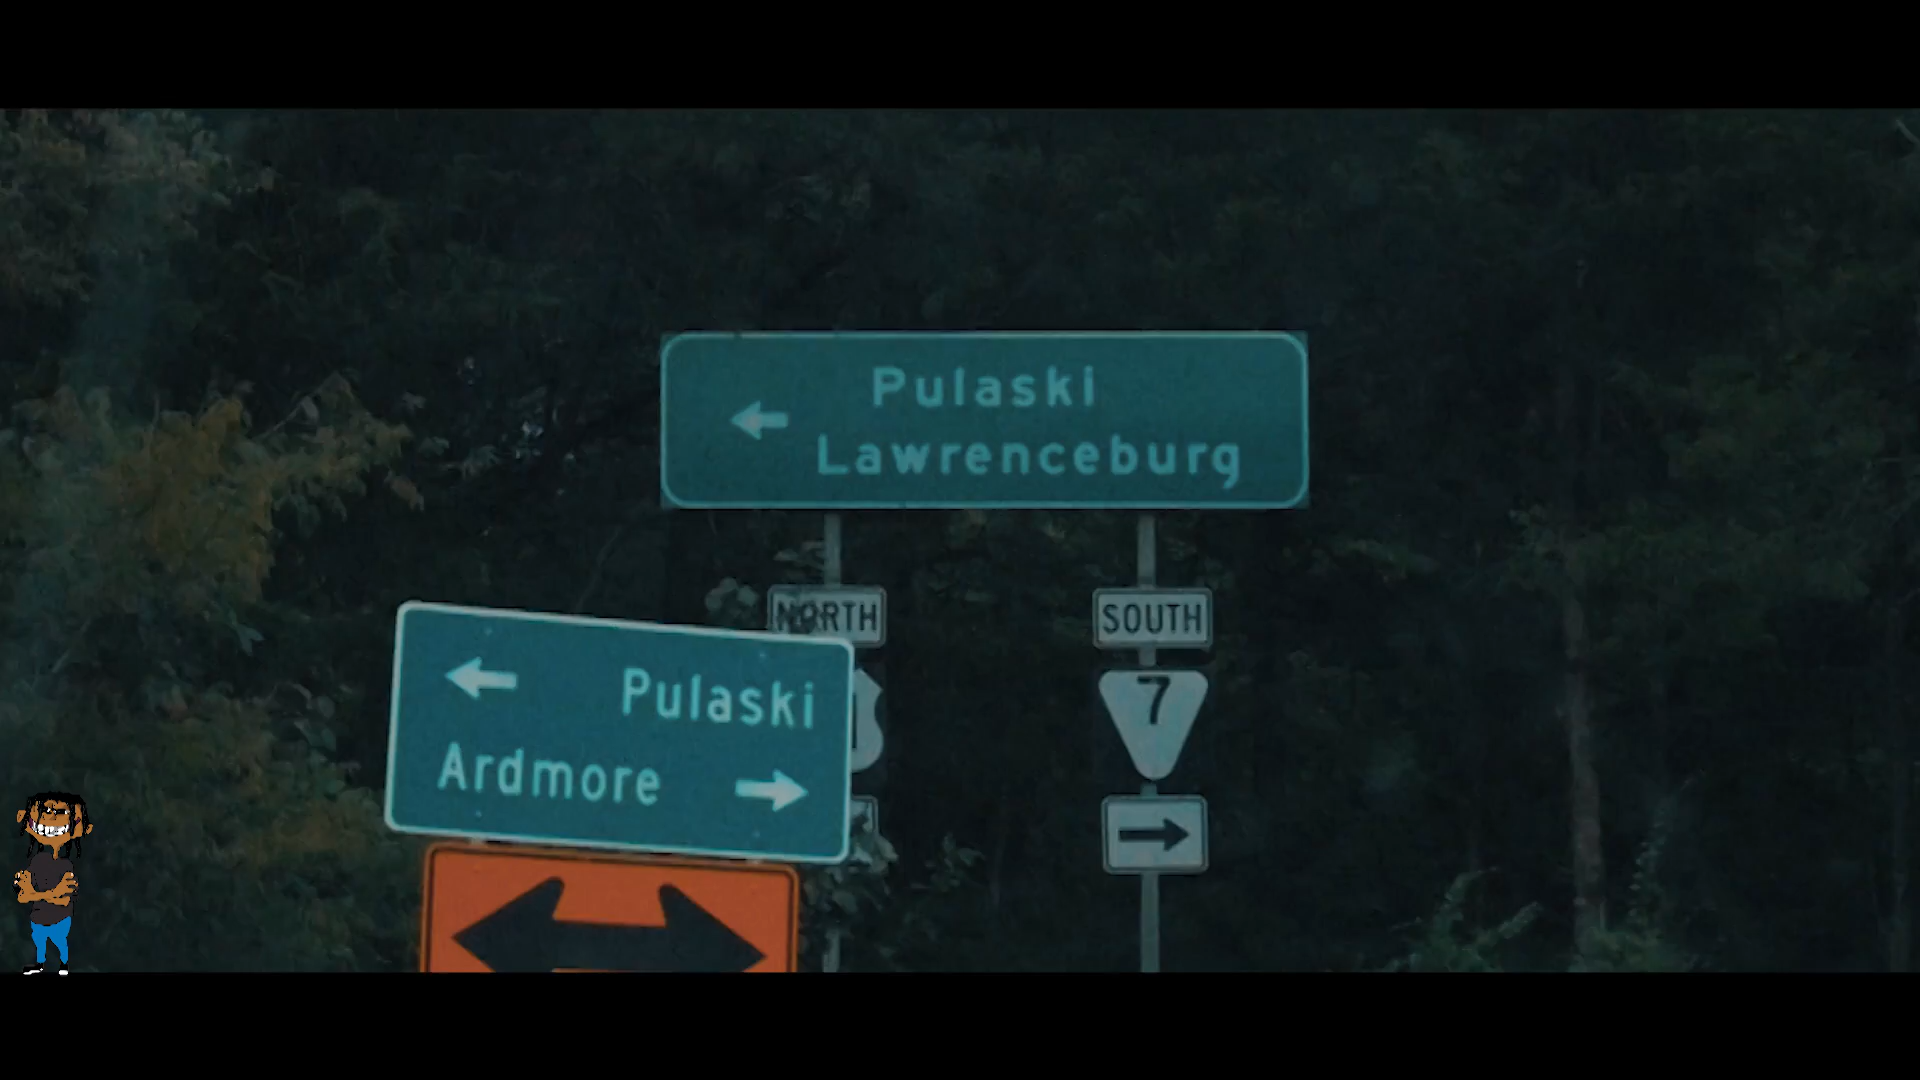 Pulaski
Lawrenceburg
NORTH
SOUTH
Pulaski
Ardmore
7